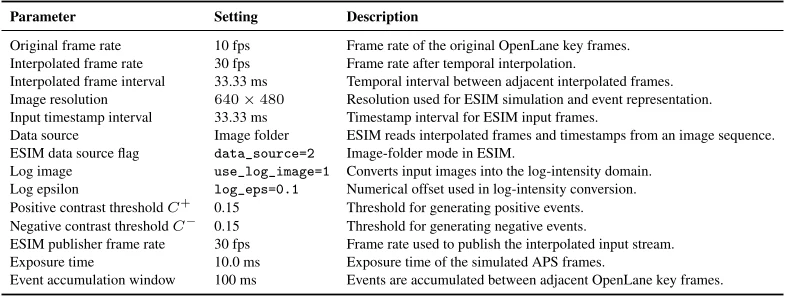 Parameter Setting Description
Original frame rate 10 fps Frame rate of the original OpenLane key frames.
Interpolated frame rate 30 fps Frame rate after temporal interpolation.
Interpolated frame interval 33.33 ms Temporal interval between adjacent interpolated frames.
Image resolution 640 × 480 Resolution used for ESIM simulation and event representation.
Input timestamp interval 33.33 ms Timestamp interval for ESIM input frames.
Data source Image folder ESIM reads interpolated frames and timestamps from an image sequence.
ESIM data source flag data_source=2 Image-folder mode in ESIM.
Log image use_log_image=1 Converts input images into the log-intensity domain.
Log epsilon log_eps=0.1 Numerical offset used in log-intensity conversion.
Positive contrast threshold C⁺ 0.15 Threshold for generating positive events.
Negative contrast threshold C⁻ 0.15 Threshold for generating negative events.
ESIM publisher frame rate 30 fps Frame rate used to publish the interpolated input stream.
Exposure time 10.0 ms Exposure time of the simulated APS frames.
Event accumulation window 100 ms Events are accumulated between adjacent OpenLane key frames.